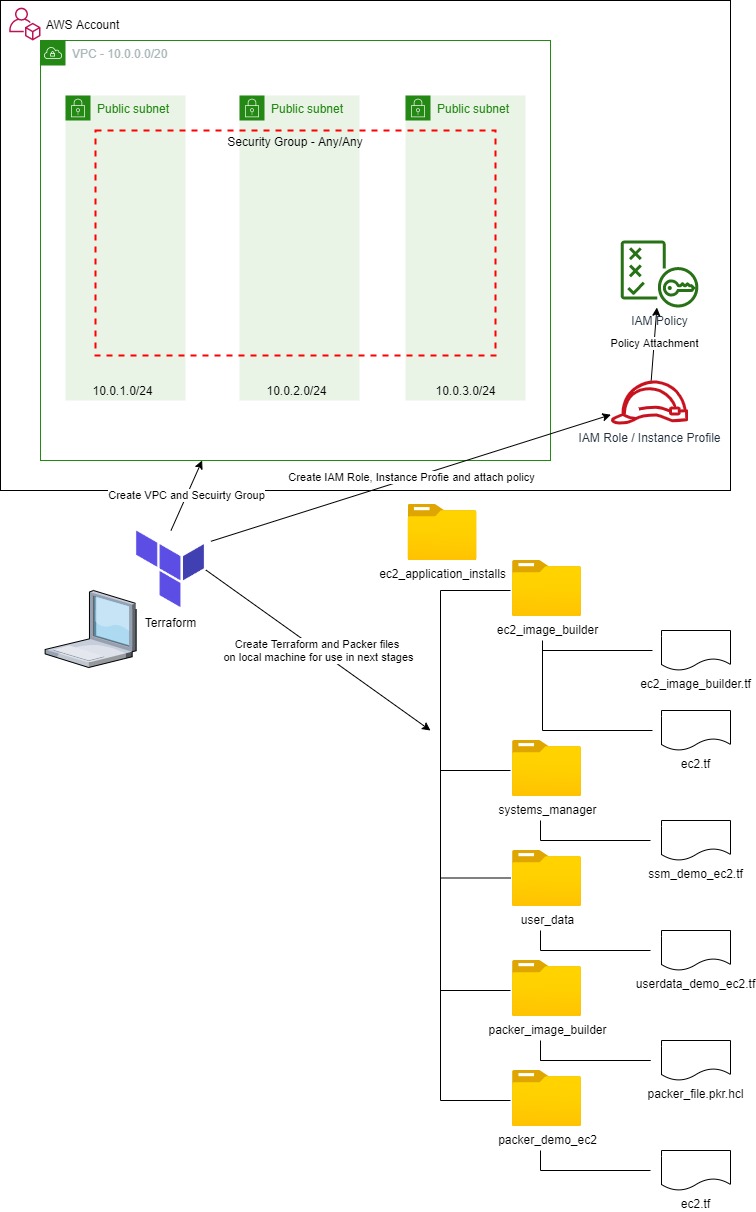 AWS Account
VPC - 10.0.0.0/20
Public subnet
Public subnet
Public subnet
Security Group - Any/Any
10.0.1.0/24
10.0.2.0/24
10.0.3.0/24
IAM Policy
Policy Attachment
IAM Role / Instance Profile
Create IAM Role, Instance Profie and attach policy
Create VPC and Secuirty Group
Terraform
Create Terraform and Packer files
on local machine for use in next stages
ec2_application_installs
ec2_image_builder
ec2_image_builder.tf
ec2.tf
systems_manager
ssm_demo_ec2.tf
user_data
userdata_demo_ec2.tf
packer_image_builder
packer_file.pkr.hcl
packer_demo_ec2
ec2.tf